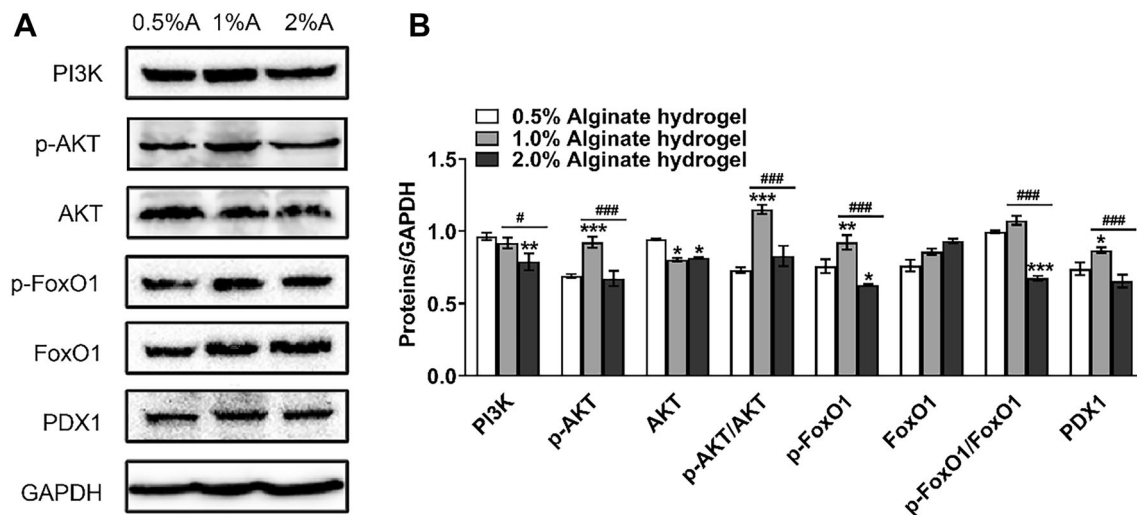 A
0.5%A 1%A 2%A
PI3K
p-AKT
AKT
p-FoxO1
FoxO1
PDX1
GAPDH
B
0.5% Alginate hydrogel
1.0% Alginate hydrogel
2.0% Alginate hydrogel
Proteins/GAPDH
1.5
1.0
0.5
0.0
#
**
###
***
* *
###
***
###
**
*
###
***
###
*
PI3K
p-AKT
AKT
p-AKT/AKT
p-FoxO1
FoxO1
p-FoxO1/FoxO1
PDX1